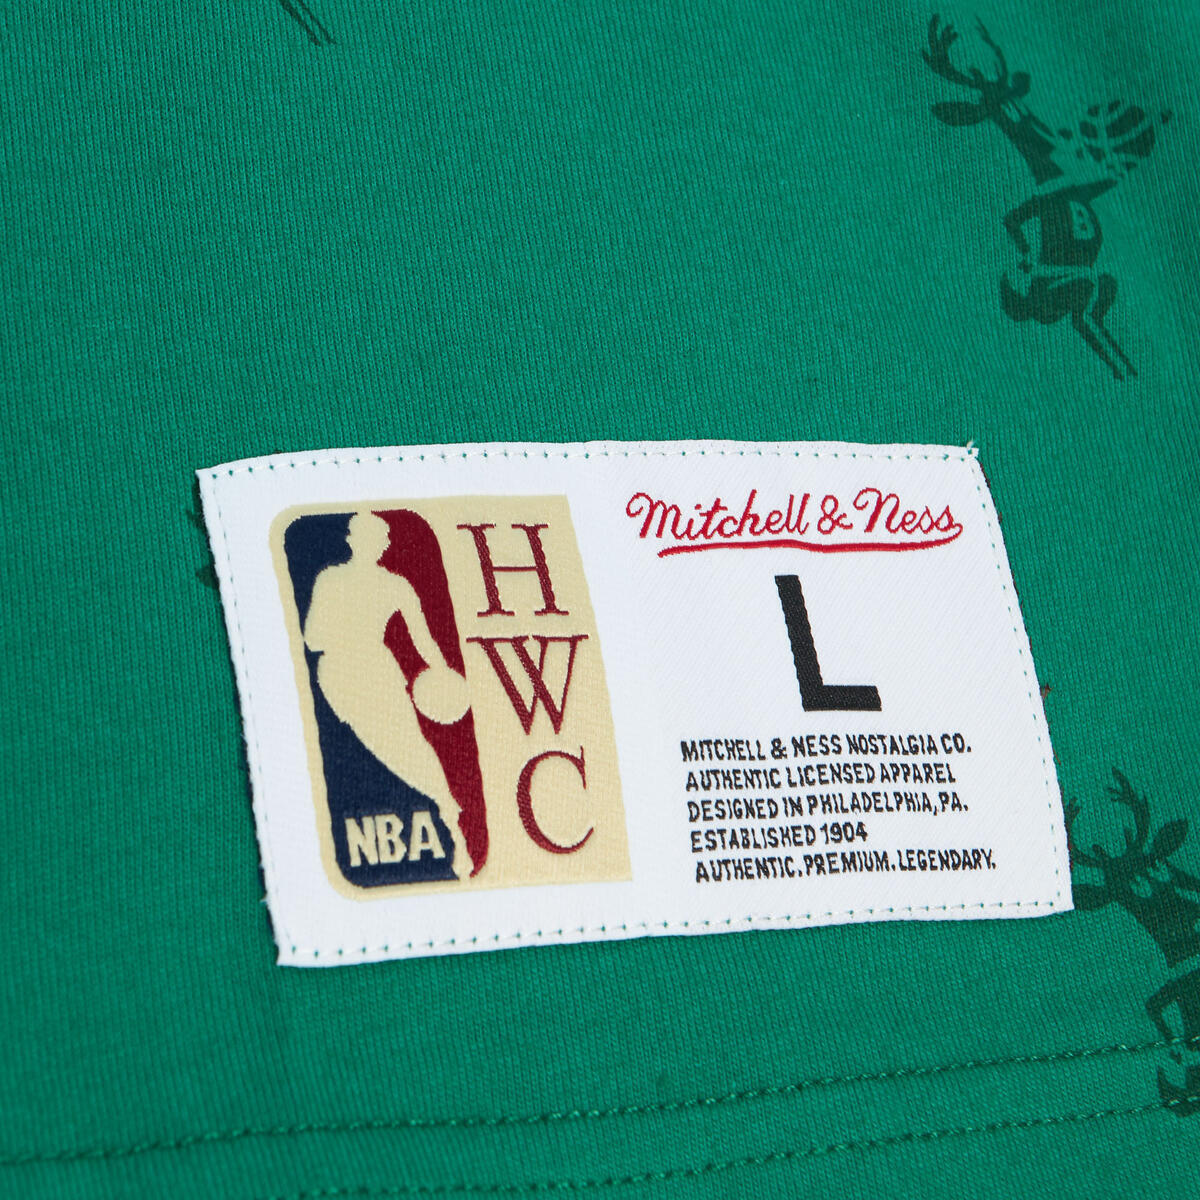 H
W
C
NBA
Mitchell & Ness
L
MITCHELL & NESS NOSTALGIA CO.
AUTHENTIC LICENSED APPAREL
DESIGNED IN PHILADELPHIA, PA.
ESTABLISHED 1904
AUTHENTIC. PREMIUM. LEGENDARY.